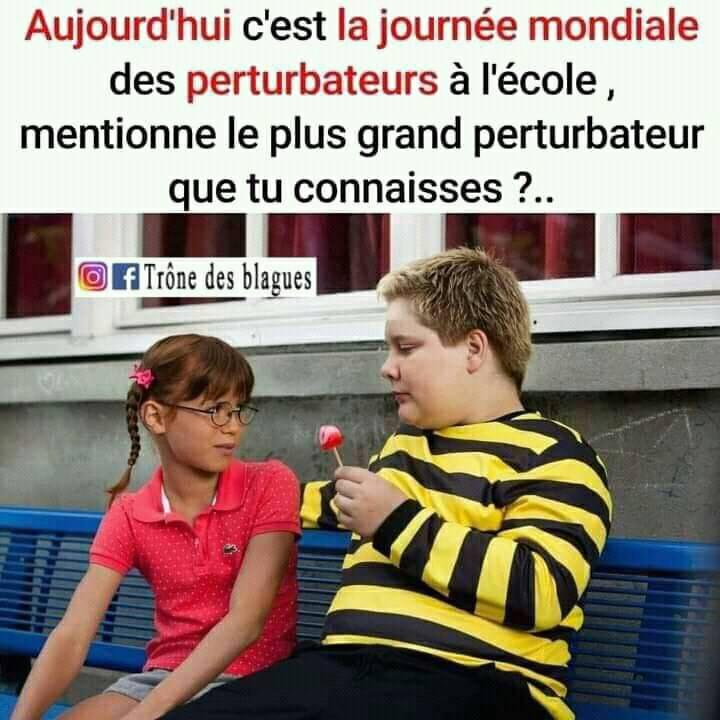 Aujourd'hui c'est la journée mondiale
des perturbateurs à l'école ,
mentionne le plus grand perturbateur
que tu connaisses ?..
Trône des blagues